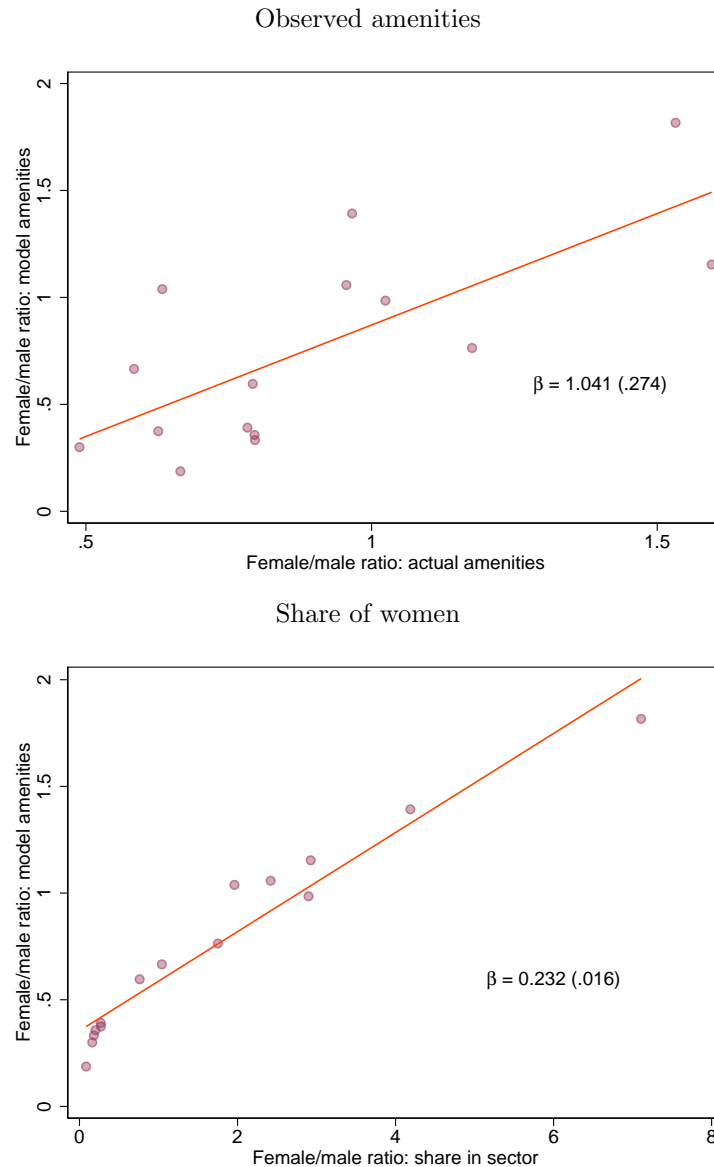 Observed amenities
2
1.5
1
.5
0
Female/male ratio: model amenities
β = 1.041 (.274)
.5
1
1.5
Female/male ratio: actual amenities
Share of women
2
1.5
1
.5
0
Female/male ratio: model amenities
β = 0.232 (.016)
0
2
4
6
8
Female/male ratio: share in sector